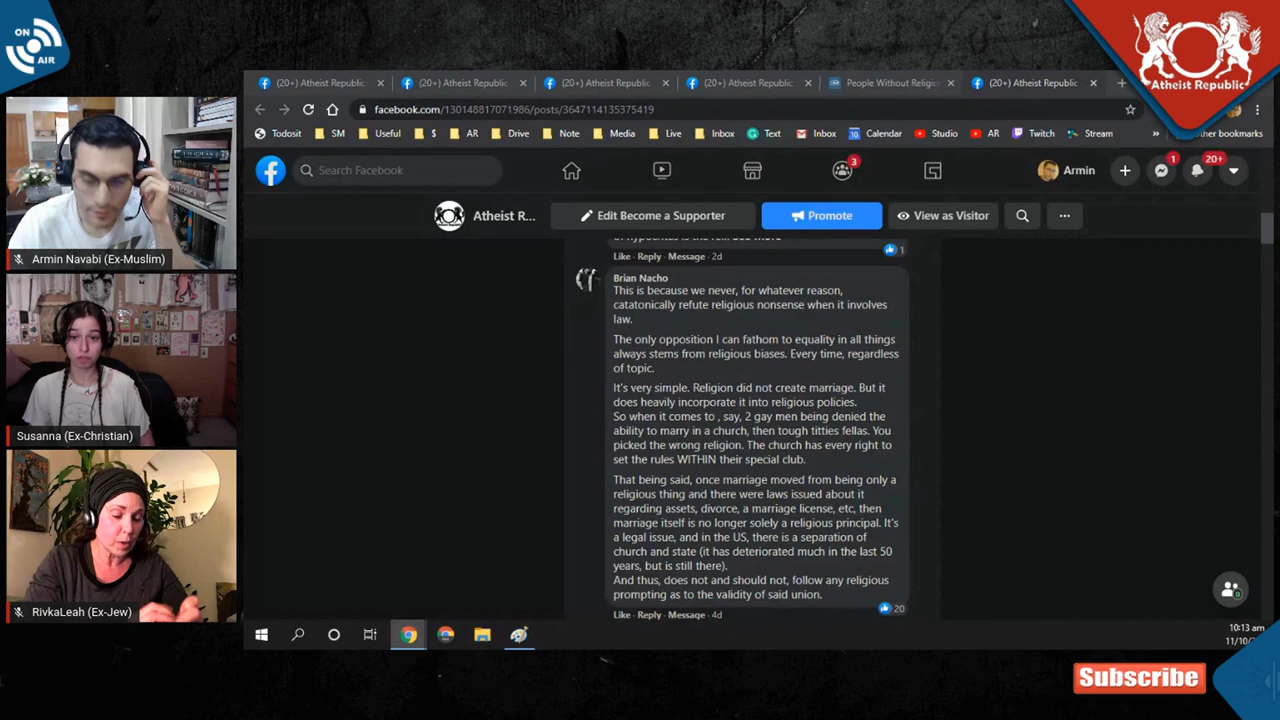 ON
AIR
Atheist Republic
(20+) Atheist Republic
(20+) Atheist Republic
(20+) Atheist Republic
(20+) Atheist Republic
People Without Religio
(20+) Atheist Republic
facebook.com/130148817071986/posts/3647114135375419
Todosit
SM
Useful
$
AR
Drive
Note
Media
Live
Inbox
Text
Inbox
Calendar
Studio
AR
Twitch
Stream
»
other bookmarks
Search Facebook
3
Armin
1
20+
Atheist R...
Edit Become a Supporter
Promote
View as Visitor
Like · Reply · Message · 2d
1
Brian Nacho
This is because we never, for whatever reason,
catatonically refute religious nonsense when it involves
law.
The only opposition I can fathom to equality in all things
always stems from religious biases. Every time, regardless
of topic.
It's very simple. Religion did not create marriage. But it
does heavily incorporate it into religious policies.
So when it comes to , say, 2 gay men being denied the
ability to marry in a church, then tough titties fellas. You
picked the wrong religion. The church has every right to
set the rules WITHIN their special club.
That being said, once marriage moved from being only a
religious thing and there were laws issued about it
regarding assets, divorce, a marriage license, etc, then
marriage itself is no longer solely a religious principal. It's
a legal issue, and in the US, there is a separation of
church and state (it has deteriorated much in the last 50
years, but is still there).
And thus, does not and should not, follow any religious
prompting as to the validity of said union.
20
Like · Reply · Message · 4d
Armin Navabi (Ex-Muslim)
Susanna (Ex-Christian)
RivkaLeah (Ex-Jew)
10:13 am
11/10/
Subscribe